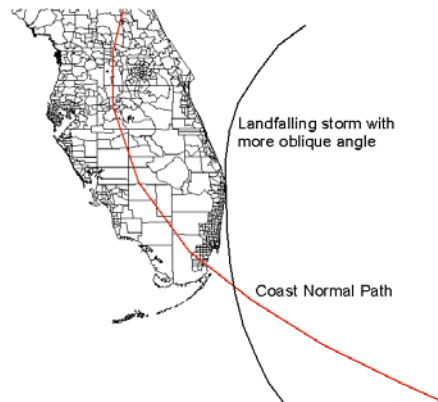 Landfalling storm with
more oblique angle
Coast Normal Path